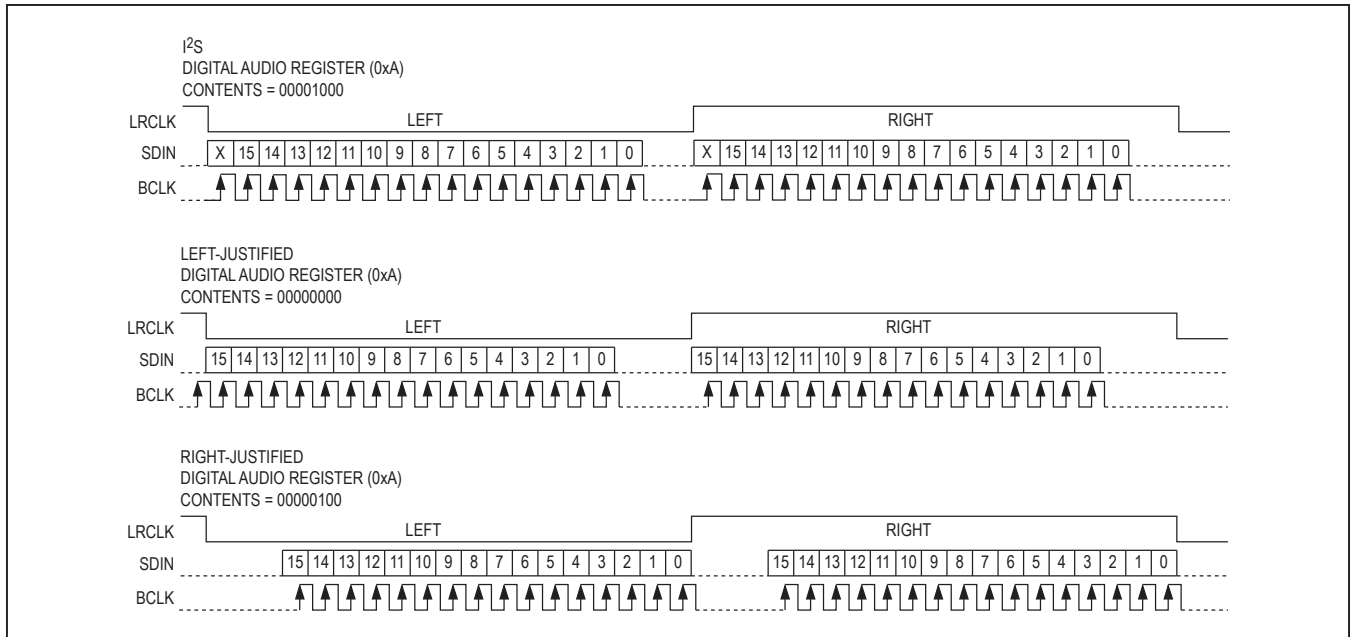 I2S
DIGITAL AUDIO REGISTER (0xA)
CONTENTS = 00001000
LRCLK LEFT RIGHT
SDIN X 15 14 13 12 11 10 9 8 7 6 5 4 3 2 1 0 X 15 14 13 12 11 10 9 8 7 6 5 4 3 2 1 0
BCLK
LEFT-JUSTIFIED
DIGITAL AUDIO REGISTER (0xA)
CONTENTS = 00000000
LRCLK LEFT RIGHT
SDIN 15 14 13 12 11 10 9 8 7 6 5 4 3 2 1 0 15 14 13 12 11 10 9 8 7 6 5 4 3 2 1 0
BCLK
RIGHT-JUSTIFIED
DIGITAL AUDIO REGISTER (0xA)
CONTENTS = 00000100
LRCLK LEFT RIGHT
SDIN 15 14 13 12 11 10 9 8 7 6 5 4 3 2 1 0 15 14 13 12 11 10 9 8 7 6 5 4 3 2 1 0
BCLK